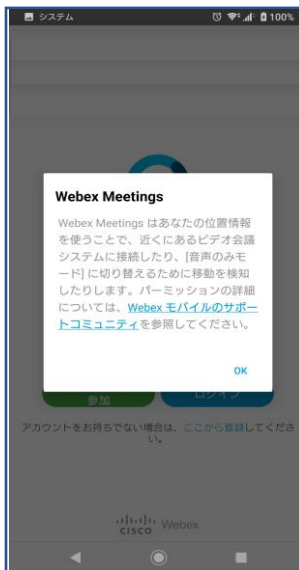 システム 100%
Webex Meetings
Webex Meetings はあなたの位置情報
を使うことで、近くにあるビデオ会議
システムに接続したり、[音声のみモ
ード] に切り替えるために移動を検知
したりします。パーミッションの詳細
については、Webex モバイルのサポー
トコミュニティを参照してください。
OK
参加 ログイン
アカウントをお持ちでない場合は、ここから登録してくださ
い。
cisco Webex